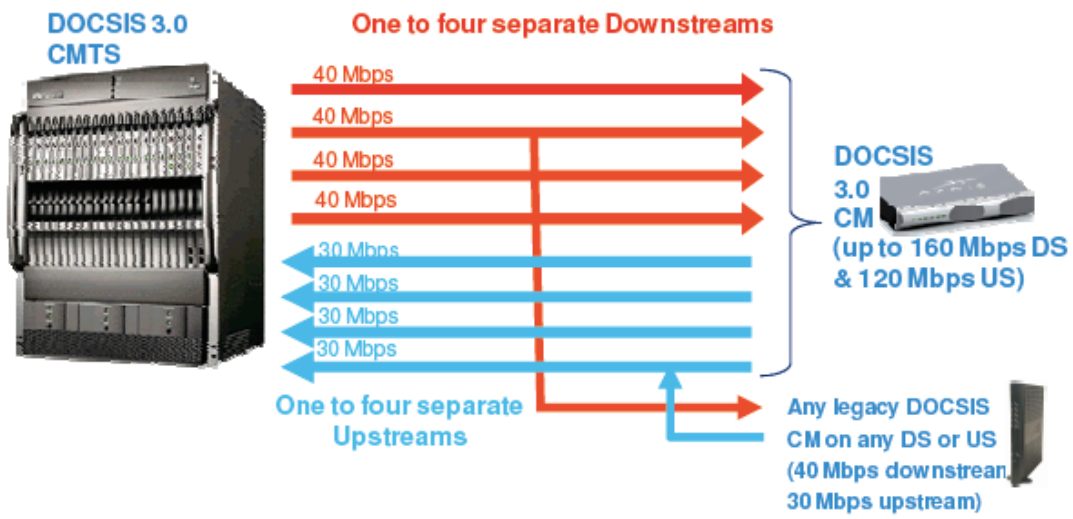 DOCSIS 3.0
CMTS
One to four separate Downstreams
40 Mbps
40 Mbps
40 Mbps
40 Mbps
30 Mbps
30 Mbps
30 Mbps
30 Mbps
One to four separate
Upstreams
DOCSIS
3.0
CM
(up to 160 Mbps DS
& 120 Mbps US)
Any legacy DOCSIS
CM on any DS or US
(40 Mbps downstream
30 Mbps upstream)
ARRIS